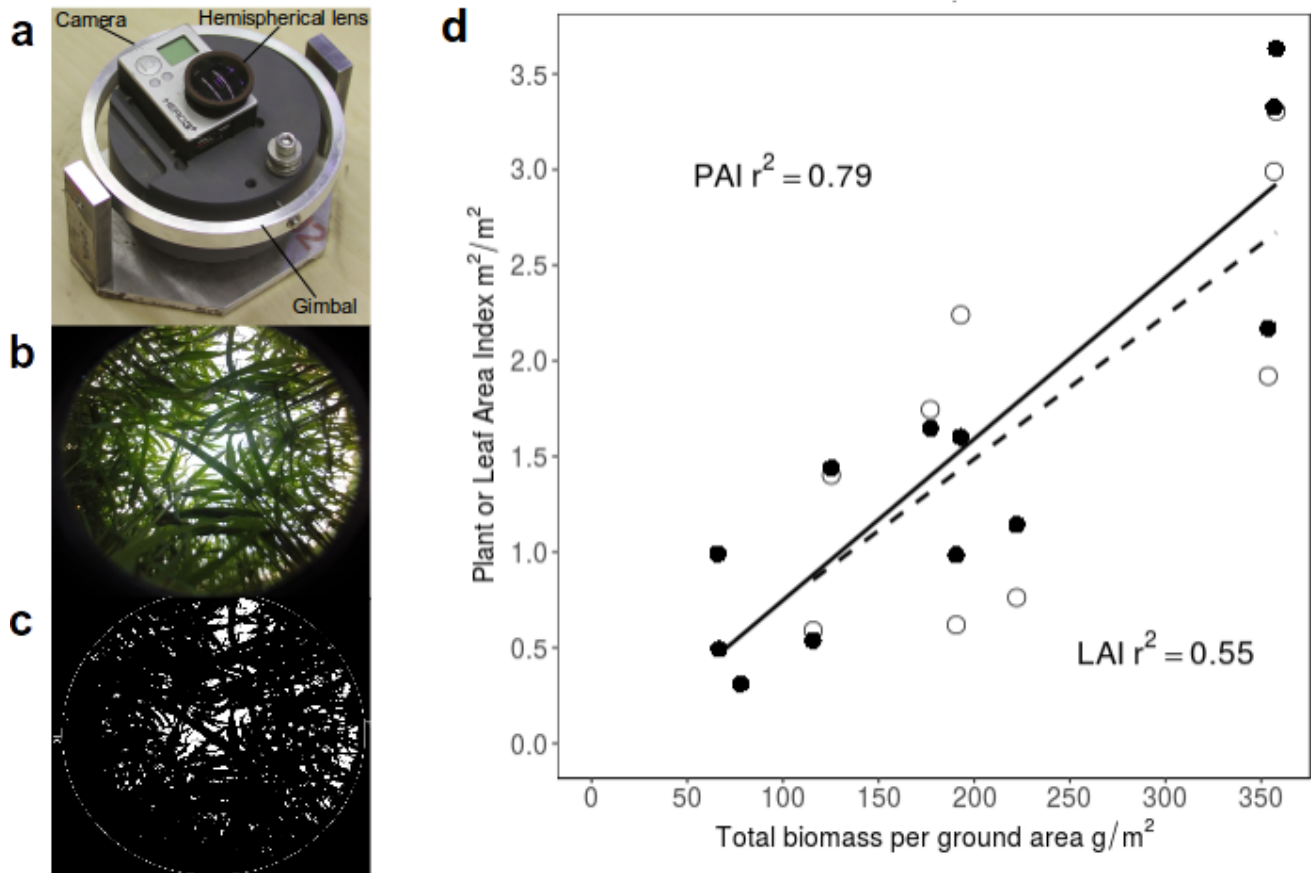 a
Camera
Hemispherical lens
HERO3+
Gimbal
b
c
d
Plant or Leaf Area Index m²/m²
3.5
3.0
2.5
2.0
1.5
1.0
0.5
0.0
PAI r² = 0.79
LAI r² = 0.55
0 50 100 150 200 250 300 350
Total biomass per ground area g/m²